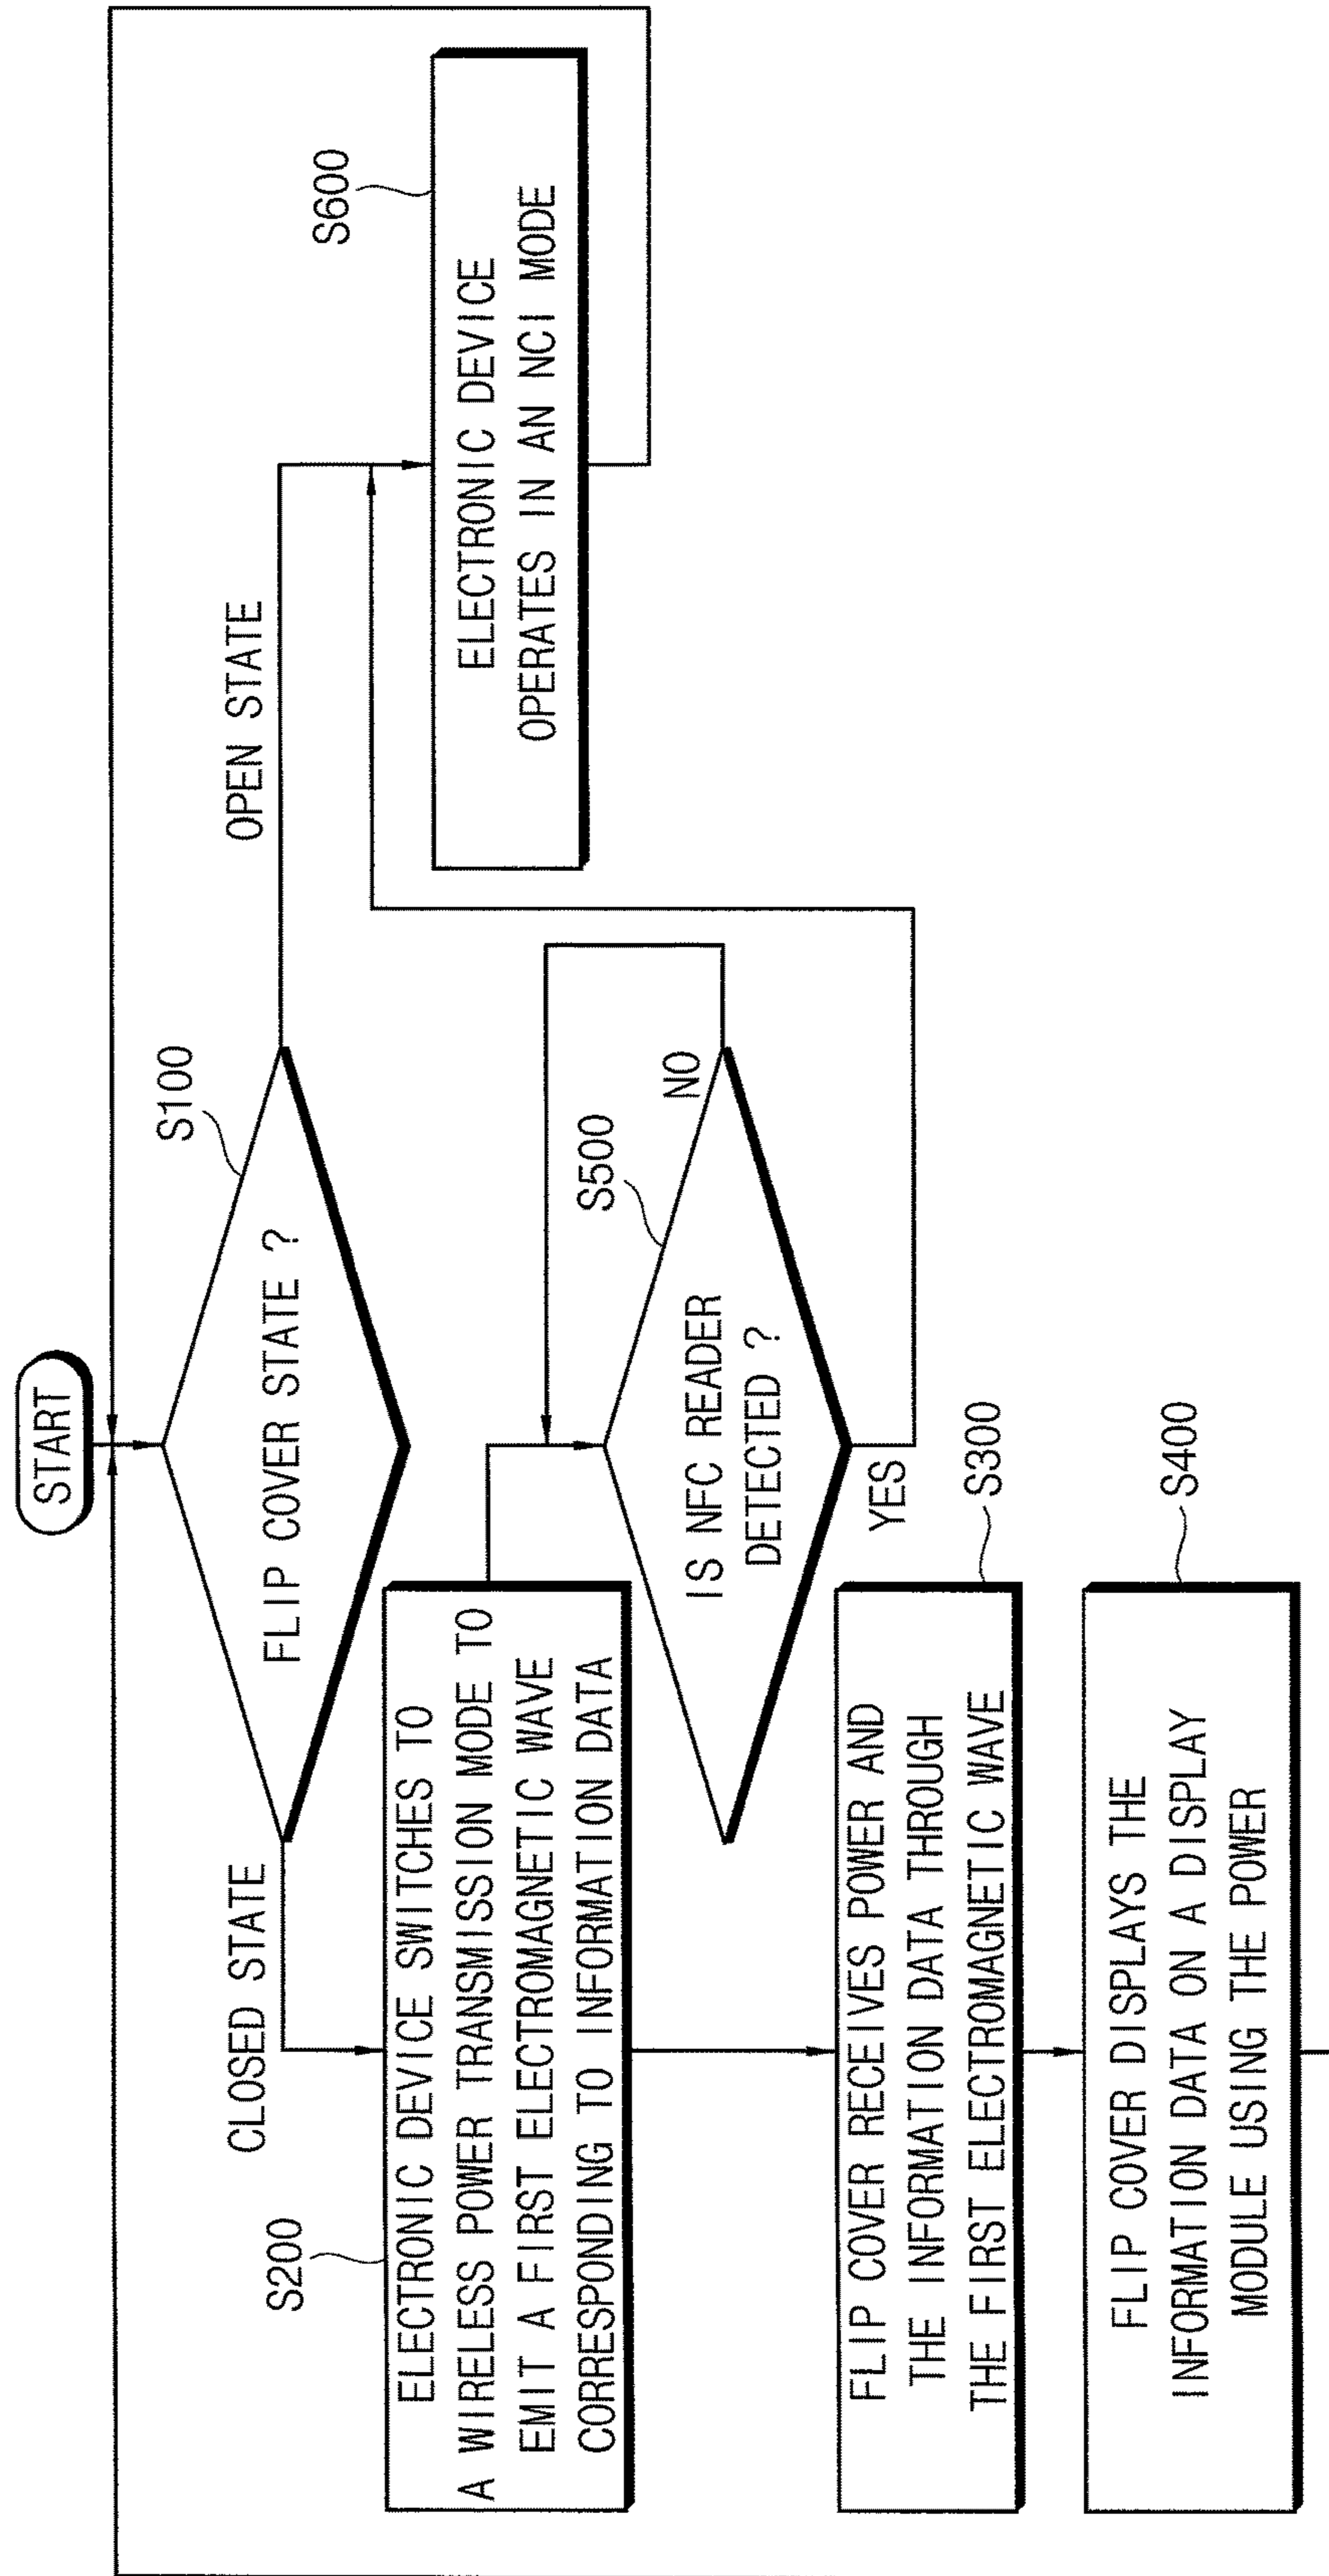 START
FLIP COVER STATE ?
S100
CLOSED STATE
OPEN STATE
S200
ELECTRONIC DEVICE SWITCHES TO
A WIRELESS POWER TRANSMISSION MODE TO
EMIT A FIRST ELECTROMAGNETIC WAVE
CORRESPONDING TO INFORMATION DATA
S600
ELECTRONIC DEVICE
OPERATES IN AN NCI MODE
S500
IS NFC READER
DETECTED ?
NO
YES
S300
FLIP COVER RECEIVES POWER AND
THE INFORMATION DATA THROUGH
THE FIRST ELECTROMAGNETIC WAVE
S400
FLIP COVER DISPLAYS THE
INFORMATION DATA ON A DISPLAY
MODULE USING THE POWER